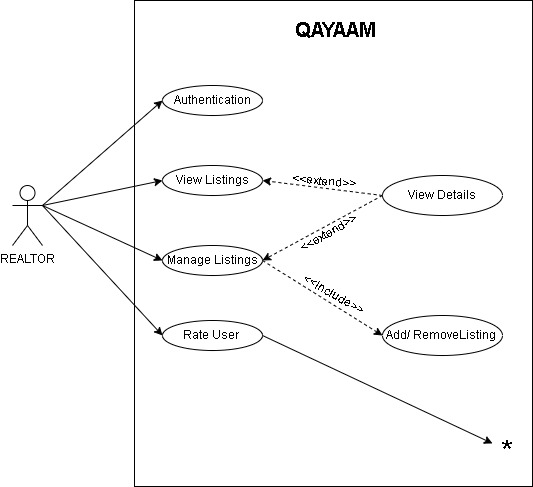 QAYAAM
Authentication
View Listings
<<extend>>
View Details
<<extend>>
REALTOR
Manage Listings
<<include>>
Rate User
Add/ RemoveListing
*